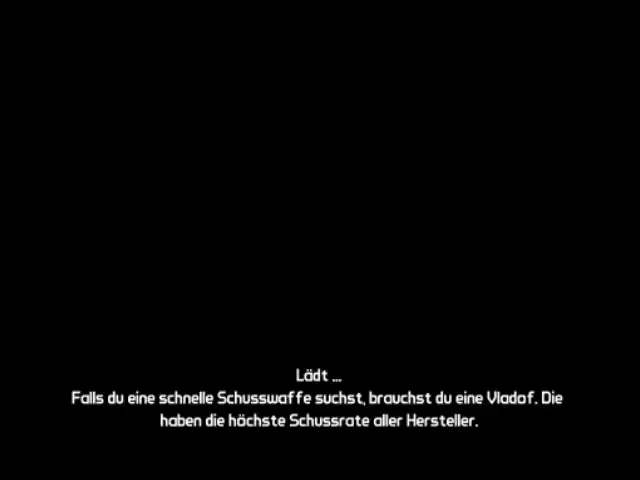 Lädt ...
Falls du eine schnelle Schusswaffe suchst, brauchst du eine Vladof. Die
haben die höchste Schussrate aller Hersteller.